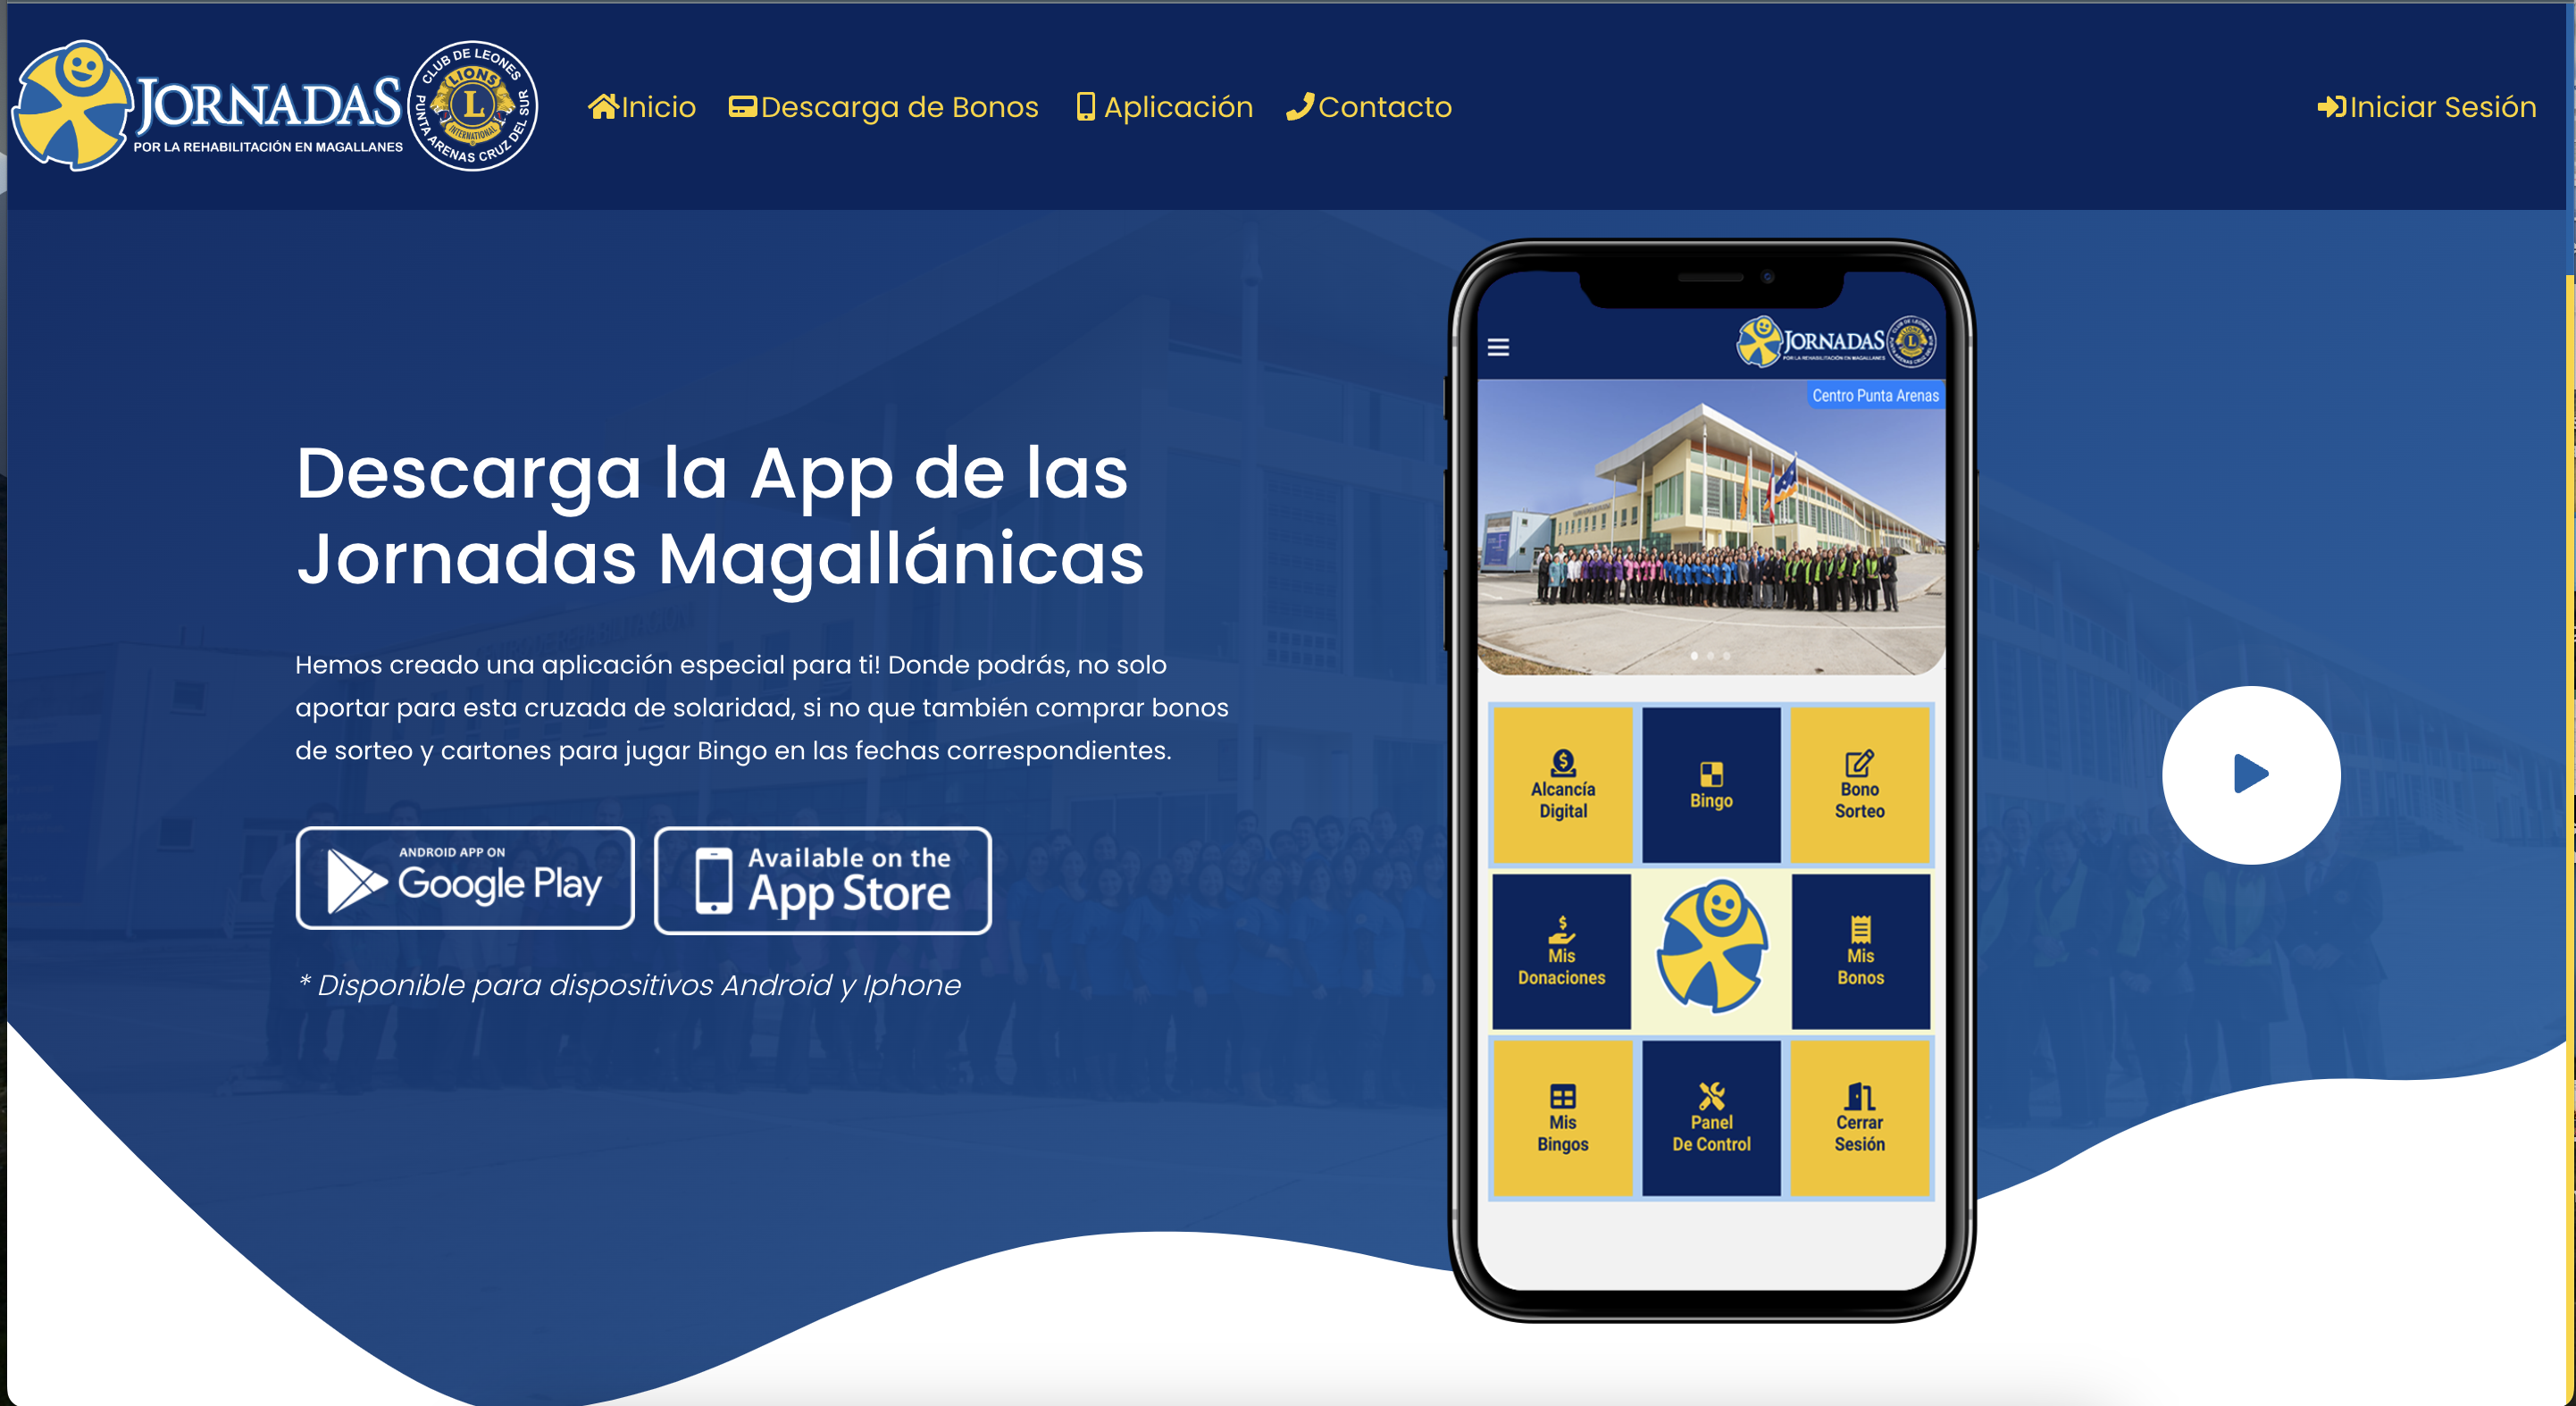 JORNADAS
POR LA REHABILITACIÓN EN MAGALLANES
CLUB DE LEONES
PUNTA ARENAS CRUZ DEL SUR
LIONS
L
INTERNATIONAL
Inicio
Descarga de Bonos
Aplicación
Contacto
Iniciar Sesión
Descarga la App de las
Jornadas Magallánicas
Hemos creado una aplicación especial para ti! Donde podrás, no solo
aportar para esta cruzada de solaridad, si no que también comprar bonos
de sorteo y cartones para jugar Bingo en las fechas correspondientes.
ANDROID APP ON
Google Play
Available on the
App Store
* Disponible para dispositivos Android y Iphone
JORNADAS
POR LA REHABILITACIÓN EN MAGALLANES
L
Centro Punta Arenas
Alcancía
Digital
Bingo
Bono
Sorteo
Mis
Donaciones
Mis
Bonos
Mis
Bingos
Panel
De Control
Cerrar
Sesión